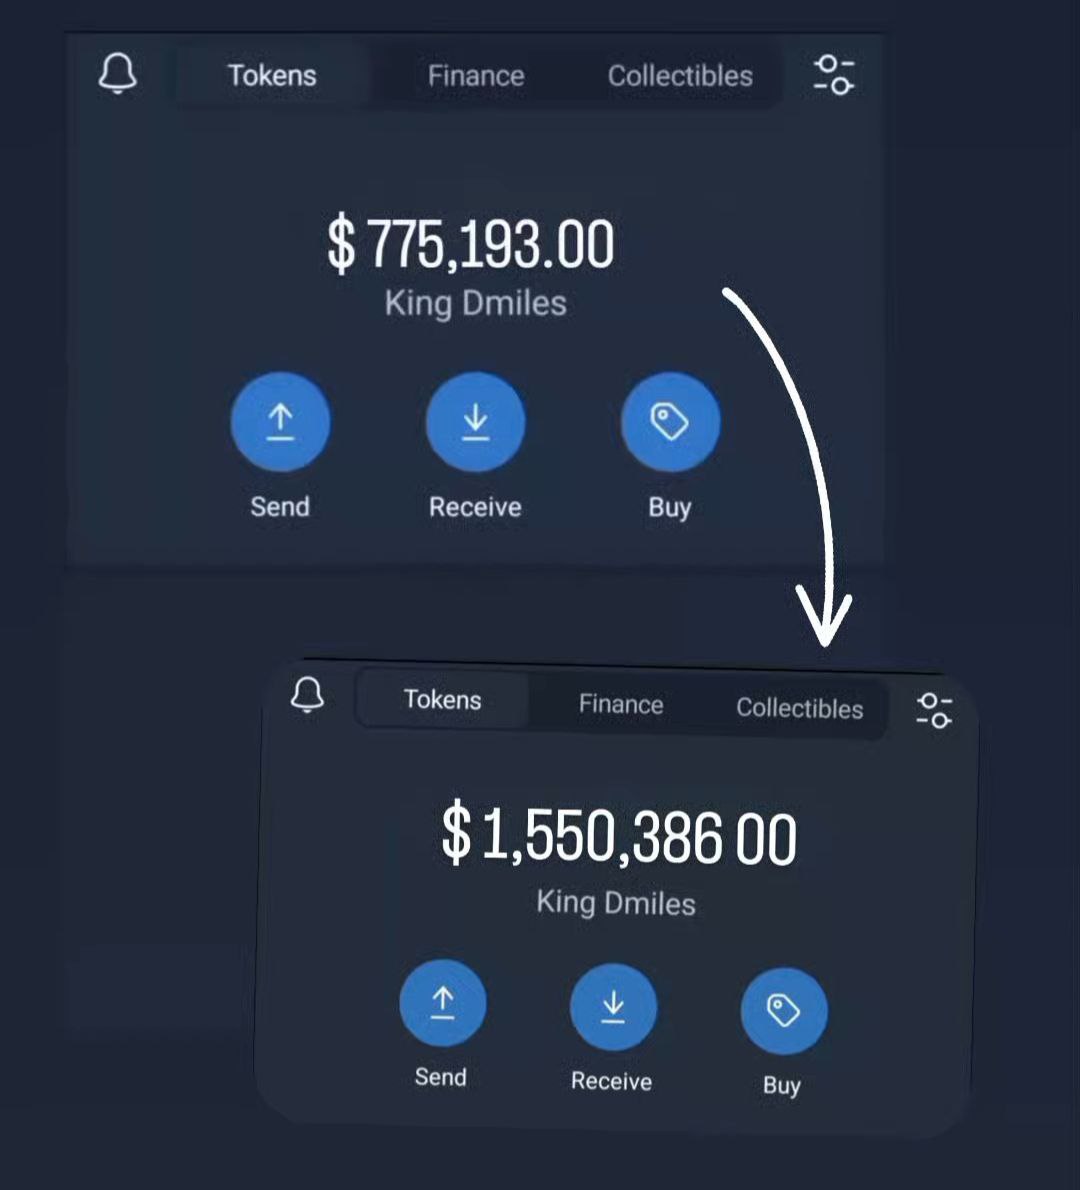 Tokens Finance Collectibles
$ 775,193.00
King Dmiles
Send Receive Buy
Tokens Finance Collectibles
$ 1,550,386 00
King Dmiles
Send Receive Buy